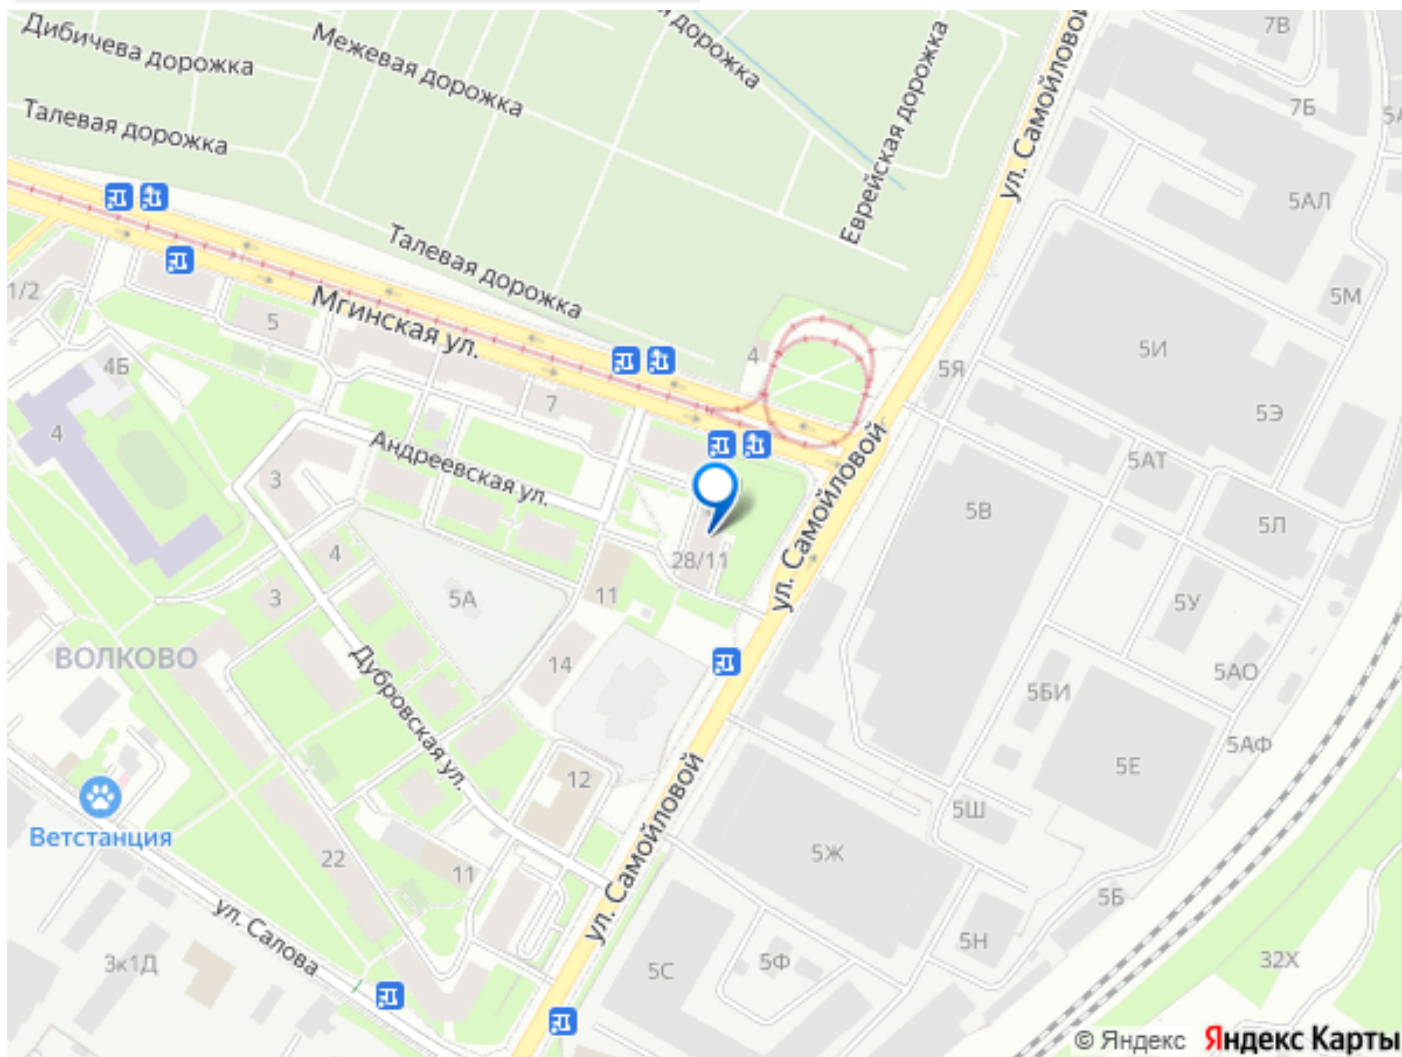 Дибичева дорожка
Межевая дорожка
дорожка
Еврейская дорожка
ул. Самойловой
7В
7Б
5А
Талевая дорожка
5АЛ
Талевая дорожка
1/2
5
Мгинская ул.
5М
4Б
4
5Я
5И
7
5Э
4
Андреевская ул.
3
ул. Самойловой
5АТ
5В
5Л
28/11
4
3
5А
11
5У
ВОЛКОВО
14
5АО
5БИ
Дубровская ул.
5АФ
12
5Е
Ветстанция
5Ш
22
11
5Ж
ул. Самойловой
5Б
ул. Салова
5Н
3к1Д
5С
5Ф
32Х
© Яндекс Яндекс Карты